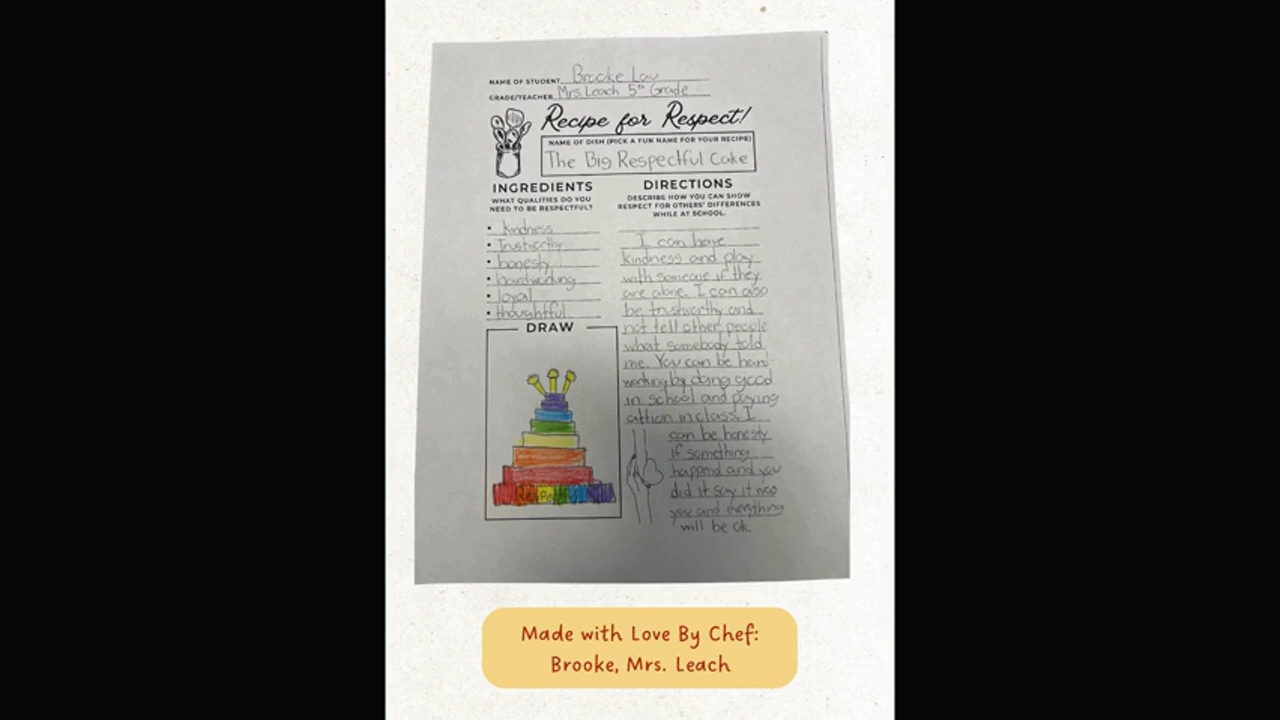 NAME OF STUDENT Brooke Lau
GRADE/TEACHER Mrs. Leach 5th Grade
Recipe for Respect!
NAME OF DISH (PICK A FUN NAME FOR YOUR RECIPE)
The Big Respectful Cake
INGREDIENTS
WHAT QUALITIES DO YOU
NEED TO BE RESPECTFUL?
• kindness
• Trustworthy
• honesty
• hardworking
• loyal
• thoughtful
DRAW
Respectful
DIRECTIONS
DESCRIBE HOW YOU CAN SHOW
RESPECT FOR OTHERS' DIFFERENCES
WHILE AT SCHOOL.
I can have
kindness and play
with someone if they
are alone. I can also
be trustworthy and
not tell other people
what somebody told
me. You can be hard
working by doing good
in school and paying
attion in class. I
can be honesty
if something
happend and you
did it say it was
you and everything
will be ok.
Made with Love By Chef:
Brooke, Mrs. Leach